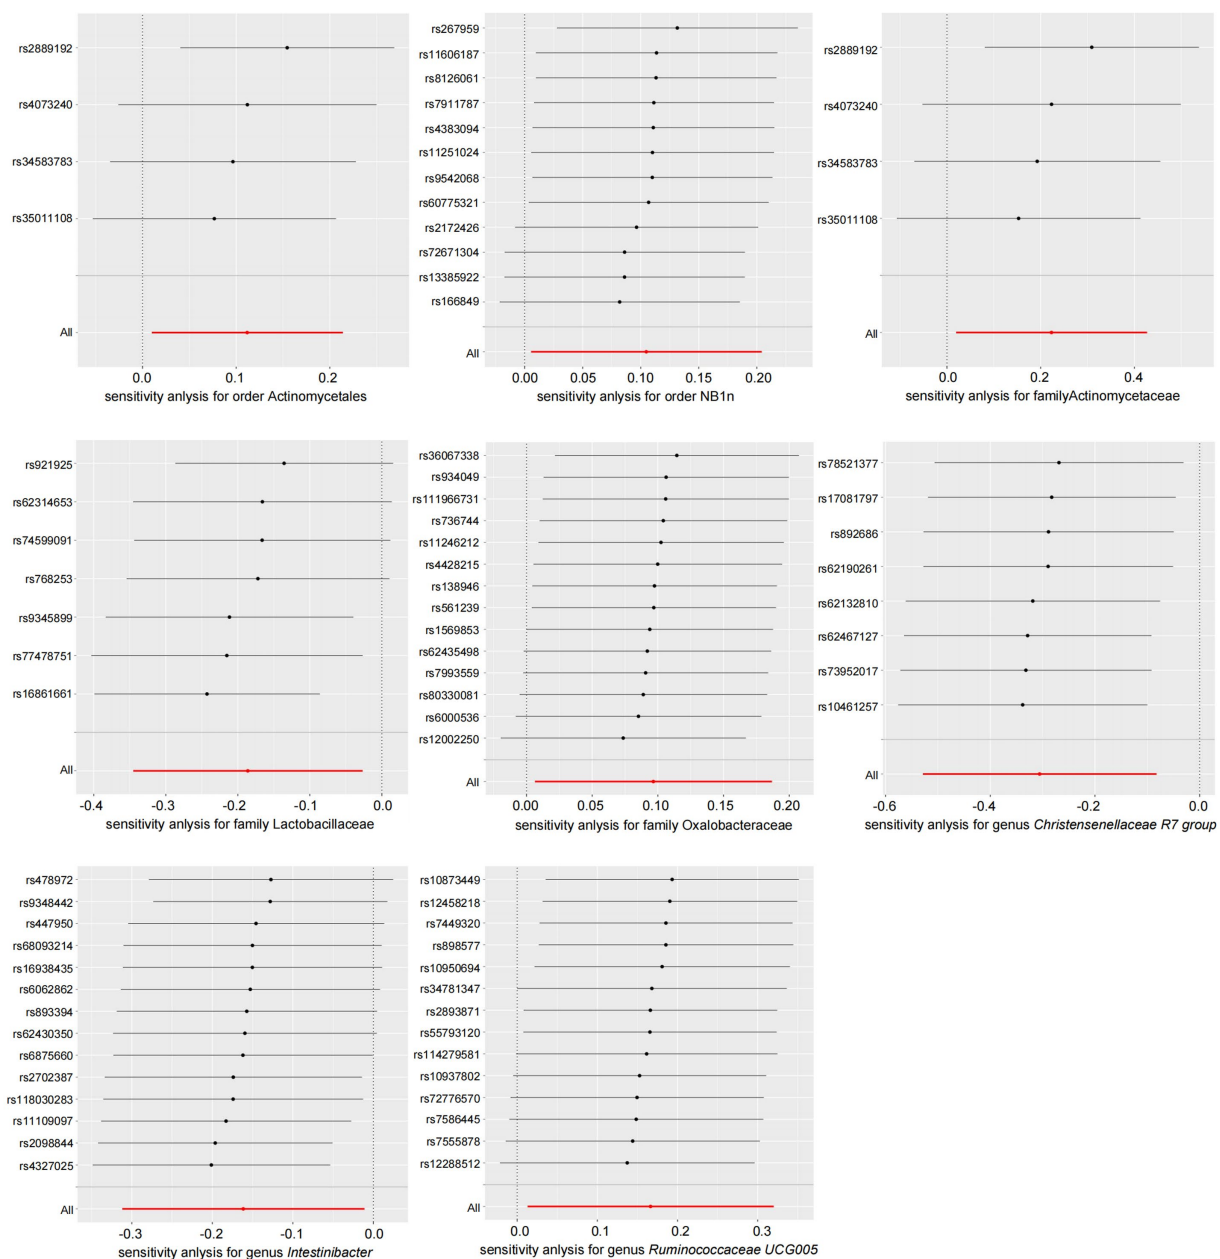 rs2889192
rs4073240
rs34583783
rs35011108
All
0.0 0.1 0.2
sensitivity anlysis for order Actinomycetales
rs267959
rs11606187
rs8126061
rs7911787
rs4383094
rs11251024
rs9542068
rs60775321
rs2172426
rs72671304
rs13385922
rs166849
All
0.00 0.05 0.10 0.15 0.20
sensitivity anlysis for order NB1n
rs2889192
rs4073240
rs34583783
rs35011108
All
0.0 0.2 0.4
sensitivity anlysis for familyActinomycetaceae
rs921925
rs62314653
rs74599091
rs768253
rs9345899
rs77478751
rs16861661
All
-0.4 -0.3 -0.2 -0.1 0.0
sensitivity anlysis for family Lactobacillaceae
rs36067338
rs934049
rs111966731
rs736744
rs11246212
rs4428215
rs138946
rs561239
rs1569853
rs62435498
rs7993559
rs80330081
rs6000536
rs12002250
All
0.00 0.05 0.10 0.15 0.20
sensitivity anlysis for family Oxalobacteraceae
rs78521377
rs17081797
rs892686
rs62190261
rs62132810
rs62467127
rs73952017
rs10461257
All
-0.6 -0.4 -0.2 0.0
sensitivity anlysis for genus Christensenellaceae R7 group
rs478972
rs9348442
rs447950
rs68093214
rs16938435
rs6062862
rs893394
rs62430350
rs6875660
rs2702387
rs118030283
rs11109097
rs2098844
rs4327025
All
-0.3 -0.2 -0.1 0.0
sensitivity anlysis for genus Intestinibacter
rs10873449
rs12458218
rs7449320
rs898577
rs10950694
rs34781347
rs2893871
rs55793120
rs114279581
rs10937802
rs72776570
rs7586445
rs7555878
rs12288512
All
0.0 0.1 0.2 0.3
sensitivity anlysis for genus Ruminococcaceae UCG005